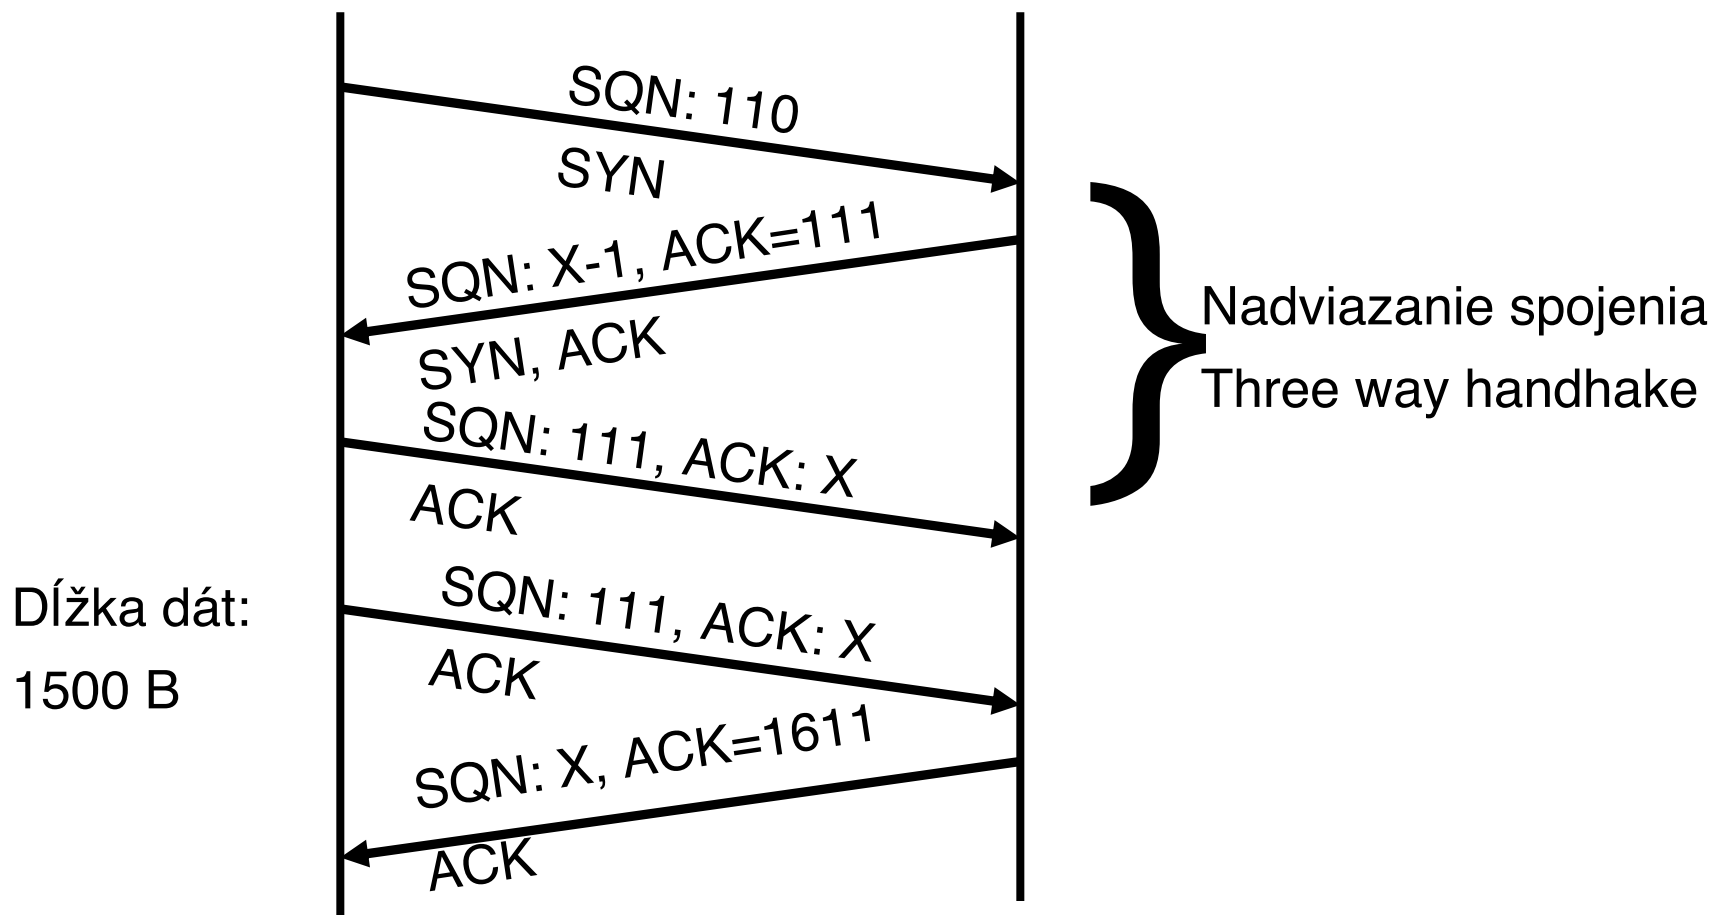 SQN: 110
SYN
SQN: X-1, ACK=111
SYN, ACK
Nadviazanie spojenia
Three way handhake
SQN: 111, ACK: X
ACK
Dĺžka dát:
1500 B
SQN: 111, ACK: X
ACK
SQN: X, ACK=1611
ACK